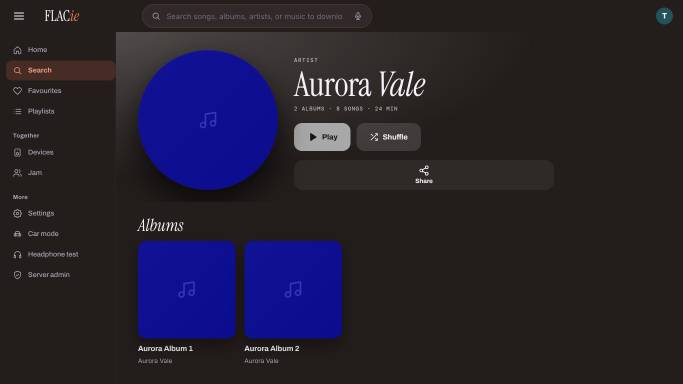 FLACie
Search songs, albums, artists, or music to downlo
T
Home
Search
Favourites
Playlists
Together
Devices
Jam
More
Settings
Car mode
Headphone test
Server admin
ARTIST
Aurora Vale
2 ALBUMS · 8 SONGS · 24 MIN
Play
Shuffle
Share
Albums
Aurora Album 1
Aurora Vale
Aurora Album 2
Aurora Vale